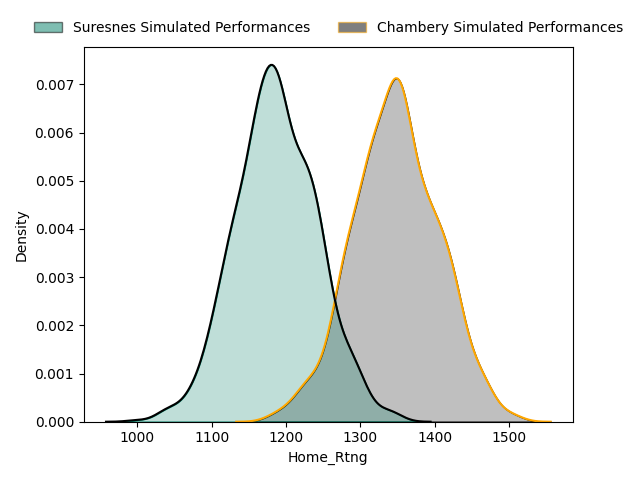 Suresnes Simulated Performances
Chambery Simulated Performances
0.007
0.006
0.005
0.004
0.003
0.002
0.001
0.000
Density
1000 1100 1200 1300 1400 1500
Home_Rtng